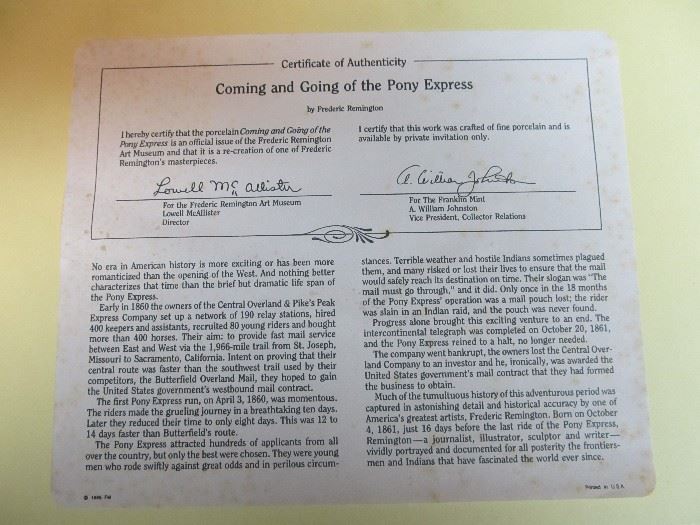 Certificate of Authenticity
Coming and Going of the Pony Express
by Frederic Remington
I hereby certify that the porcelain Coming and Going of the
Pony Express is an official issue of the Frederic Remington
Art Museum and that it is a re-creation of one of Frederic
Remington's masterpieces.
Lowell McAllister
For the Frederic Remington Art Museum
Lowell McAllister
Director
I certify that this work was crafted of fine porcelain and is
available by private invitation only.
A. William Johnston
For The Franklin Mint
A. William Johnston
Vice President, Collector Relations
No era in American history is more exciting or has been more
romanticized than the opening of the West. And nothing better
characterizes that time than the brief but dramatic life span of
the Pony Express.
Early in 1860 the owners of the Central Overland & Pike's Peak
Express Company set up a network of 190 relay stations, hired
400 keepers and assistants, recruited 80 young riders and bought
more than 400 horses. Their aim: to provide fast mail service
between East and West via the 1,966-mile trail from St. Joseph,
Missouri to Sacramento, California. Intent on proving that their
central route was faster than the southwest trail used by their
competitors, the Butterfield Overland Mail, they hoped to gain
the United States government's westbound mail contract.
The first Pony Express run, on April 3, 1860, was momentous.
The riders made the grueling journey in a breathtaking ten days.
Later they reduced their time to only eight days. This was 12 to
14 days faster than Butterfield's route.
The Pony Express attracted hundreds of applicants from all
over the country, but only the best were chosen. They were young
men who rode swiftly against great odds and in perilous circum-
stances. Terrible weather and hostile Indians sometimes plagued
them, and many risked or lost their lives to ensure that the mail
would safely reach its destination on time. Their slogan was "The
mail must go through," and it did. Only once in the 18 months
of the Pony Express' operation was a mail pouch lost; the rider
was slain in an Indian raid, and the pouch was never found.
Progress alone brought this exciting venture to an end. The
intercontinental telegraph was completed on October 20, 1861,
and the Pony Express reined to a halt, no longer needed.
The company went bankrupt, the owners lost the Central Over-
land Company to an investor and he, ironically, was awarded the
United States government's mail contract that they had formed
the business to obtain.
Much of the tumultuous history of this adventurous period was
captured in astonishing detail and historical accuracy by one of
America's greatest artists, Frederic Remington. Born on October
4, 1861, just 16 days before the last ride of the Pony Express,
Remington—a journalist, illustrator, sculptor and writer—
vividly portrayed and documented for all posterity the frontiers-
men and Indians that have fascinated the world ever since.
Printed in U S A